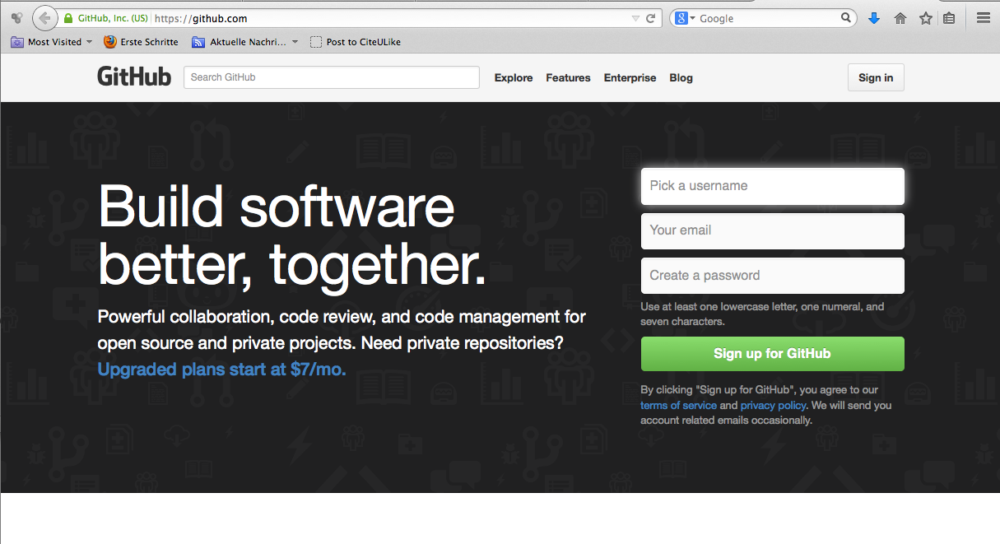 GitHub, Inc. (US) https://github.com
Google
Most Visited Erste Schritte Aktuelle Nachri... Post to CiteULike
GitHub Search GitHub Explore Features Enterprise Blog Sign in
Build software
better, together.
Powerful collaboration, code review, and code management for
open source and private projects. Need private repositories?
Upgraded plans start at $7/mo.
Pick a username
Your email
Create a password
Use at least one lowercase letter, one numeral, and
seven characters.
Sign up for GitHub
By clicking "Sign up for GitHub", you agree to our
terms of service and privacy policy. We will send you
account related emails occasionally.